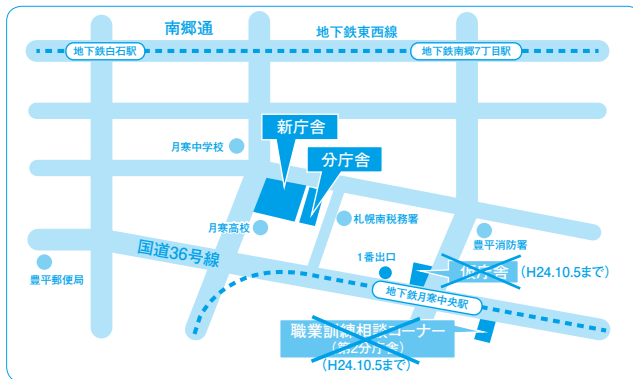 南郷通
地下鉄東西線
地下鉄白石駅
地下鉄南郷7丁目駅
新庁舎
月寒中学校
分庁舎
札幌南税務署
月寒高校
豊平消防署
国道36号線
1番出口
仮庁舎
(H24.10.5まで)
豊平郵便局
地下鉄月寒中央駅
職業訓練相談コーナー
(第2分庁舎)
(H24.10.5まで)